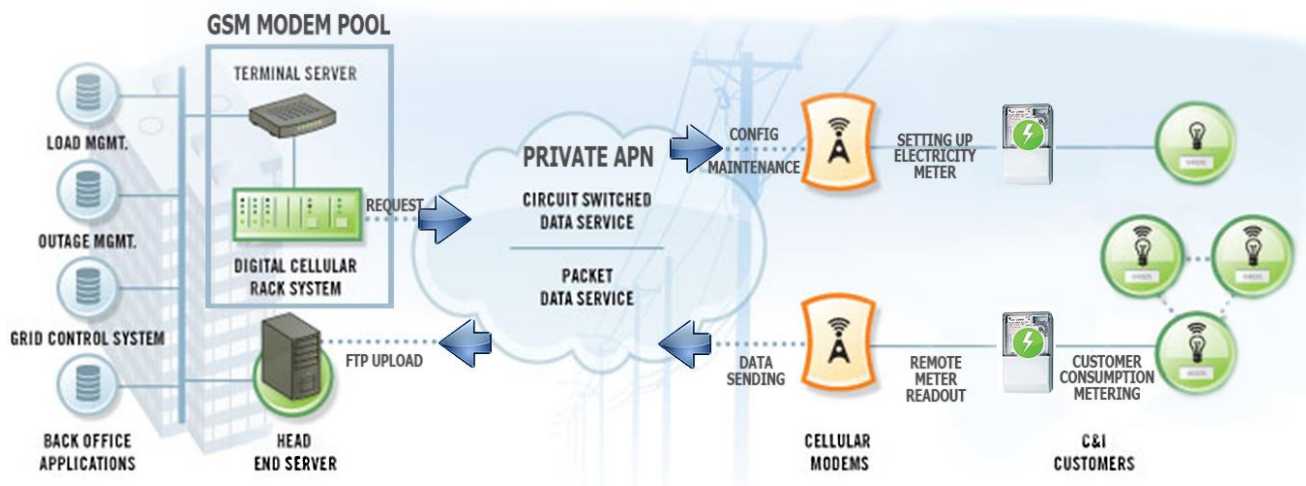 GSM MODEM POOL
TERMINAL SERVER
LOAD MGMT.
OUTAGE MGMT.
GRID CONTROL SYSTEM
BACK OFFICE
APPLICATIONS
DIGITAL CELLULAR
RACK SYSTEM
REQUEST
FTP UPLOAD
HEAD
END SERVER
PRIVATE APN
CIRCUIT SWITCHED
DATA SERVICE
PACKET
DATA SERVICE
CONFIG
MAINTENANCE
SETTING UP
ELECTRICITY
METER
DATA
SENDING
REMOTE
METER
READOUT
CUSTOMER
CONSUMPTION
METERING
CELLULAR
MODEMS
C&I
CUSTOMERS